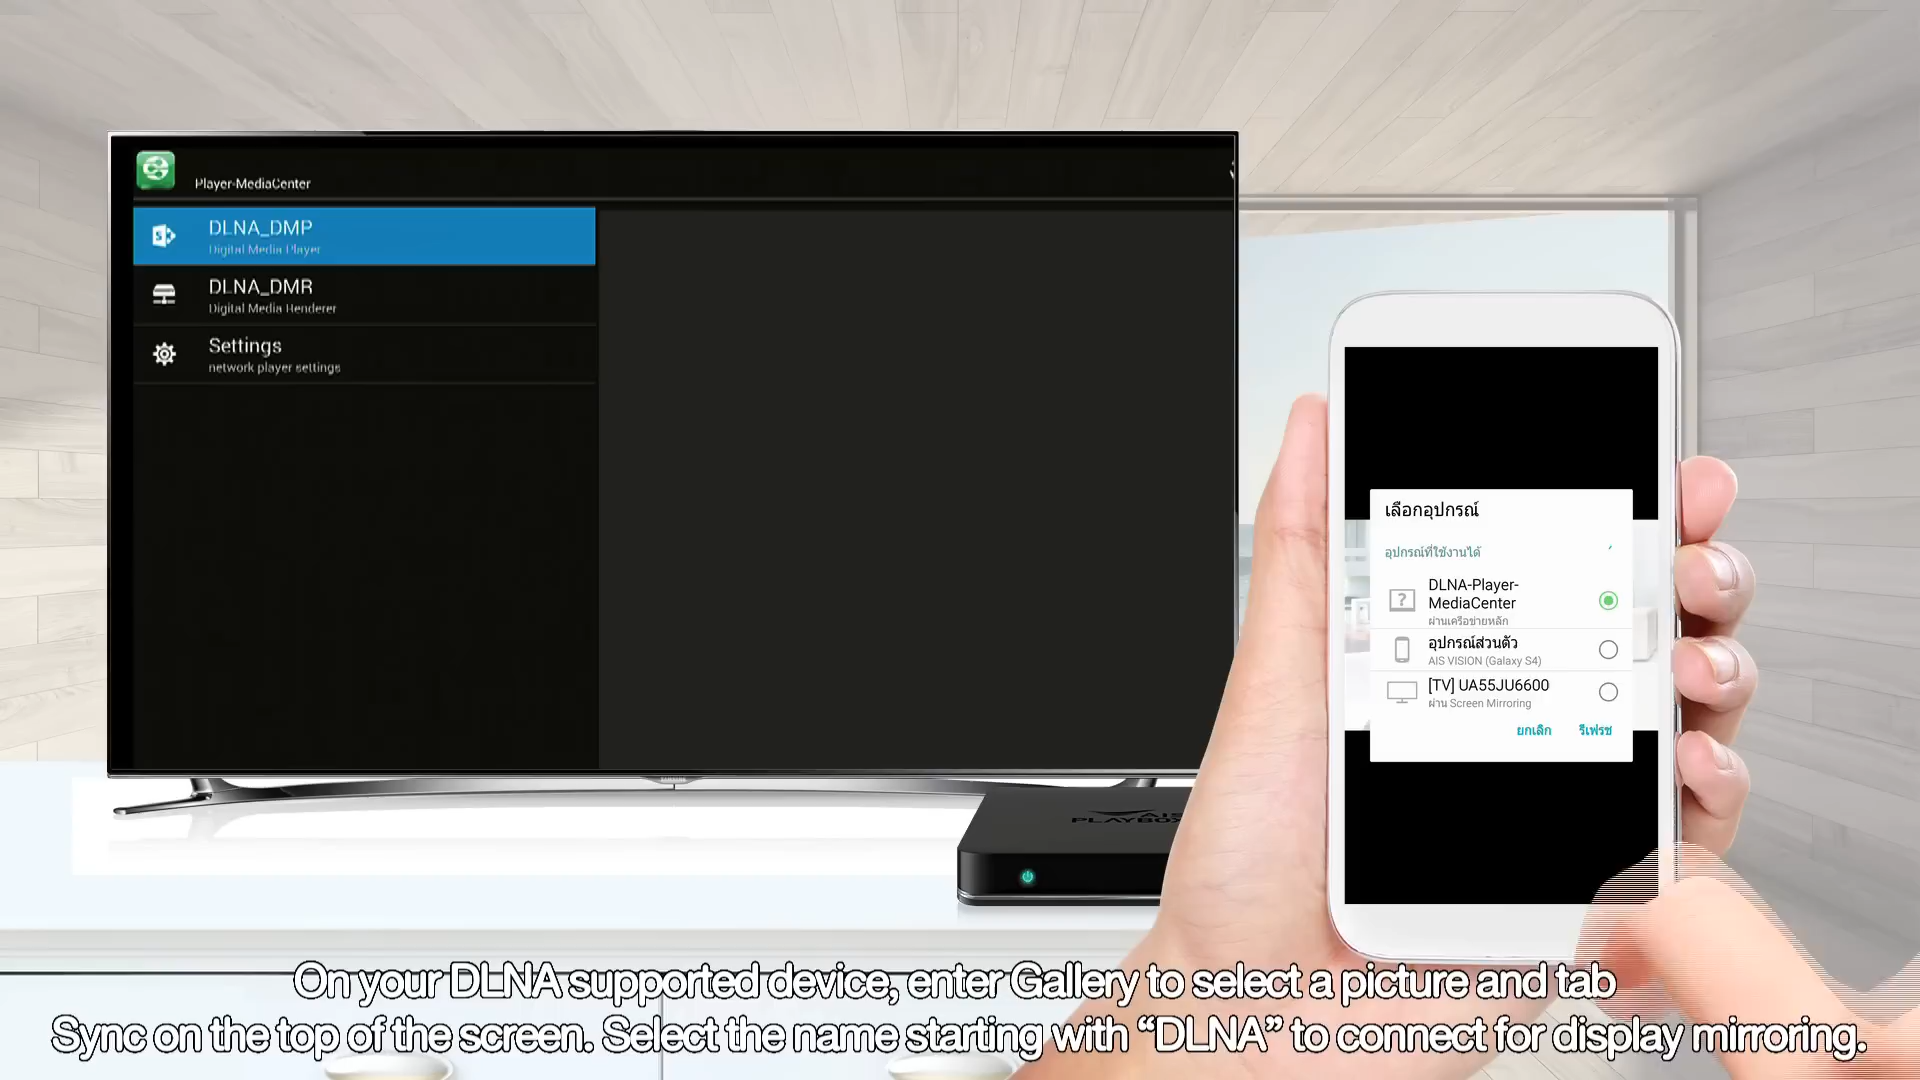 Player-MediaCenter
DLNA_DMP
Digital Media Player
DLNA_DMR
Digital Media Renderer
Settings
network player settings
เลือกอุปกรณ์
อุปกรณ์ที่ใช้งานได้
DLNA-Player-
MediaCenter
ผ่านเครือข่ายหลัก
อุปกรณ์ส่วนตัว
AIS VISION (Galaxy S4)
[TV] UA55JU6600
ผ่าน Screen Mirroring
ยกเลิก รีเฟรช
AIS
PLAYBOX
On your DLNA supported device, enter Gallery to select a picture and tab
Sync on the top of the screen. Select the name starting with “DLNA” to connect for display mirroring.